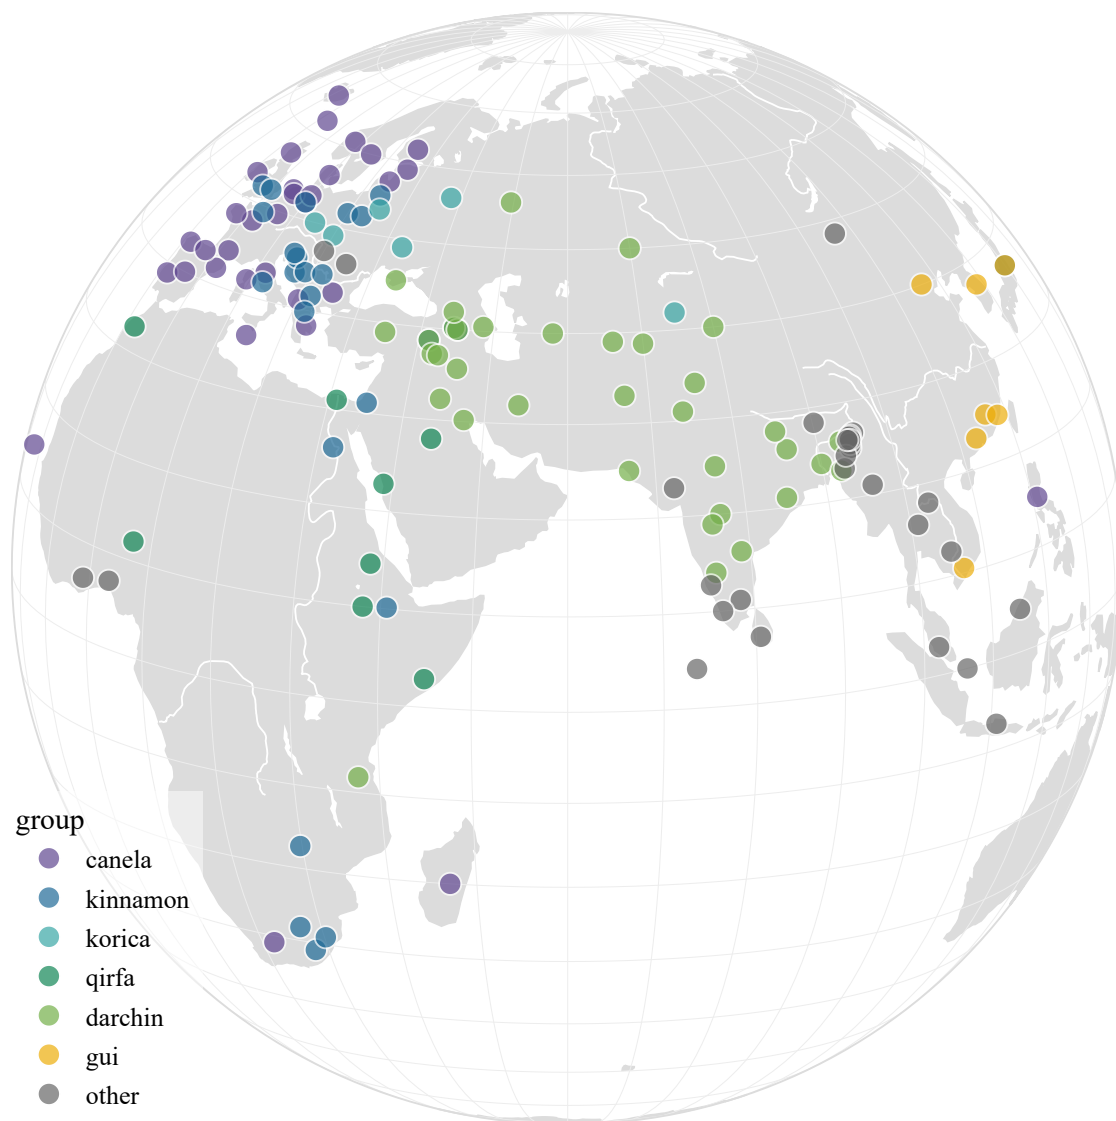 group
canela
kinnamon
korica
qirfa
darchin
gui
other